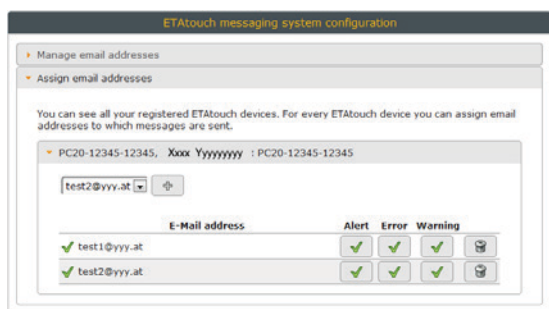 ETAtouch messaging system configuration
Manage email addresses
Assign email addresses
You can see all your registered ETAtouch devices. For every ETAtouch device you can assign email
addresses to which messages are sent.
PC20-12345-12345, Xxxx Yyyyyyyy : PC20-12345-12345
test2@yyy.at
E-Mail address Alert Error Warning
test1@yyy.at
test2@yyy.at